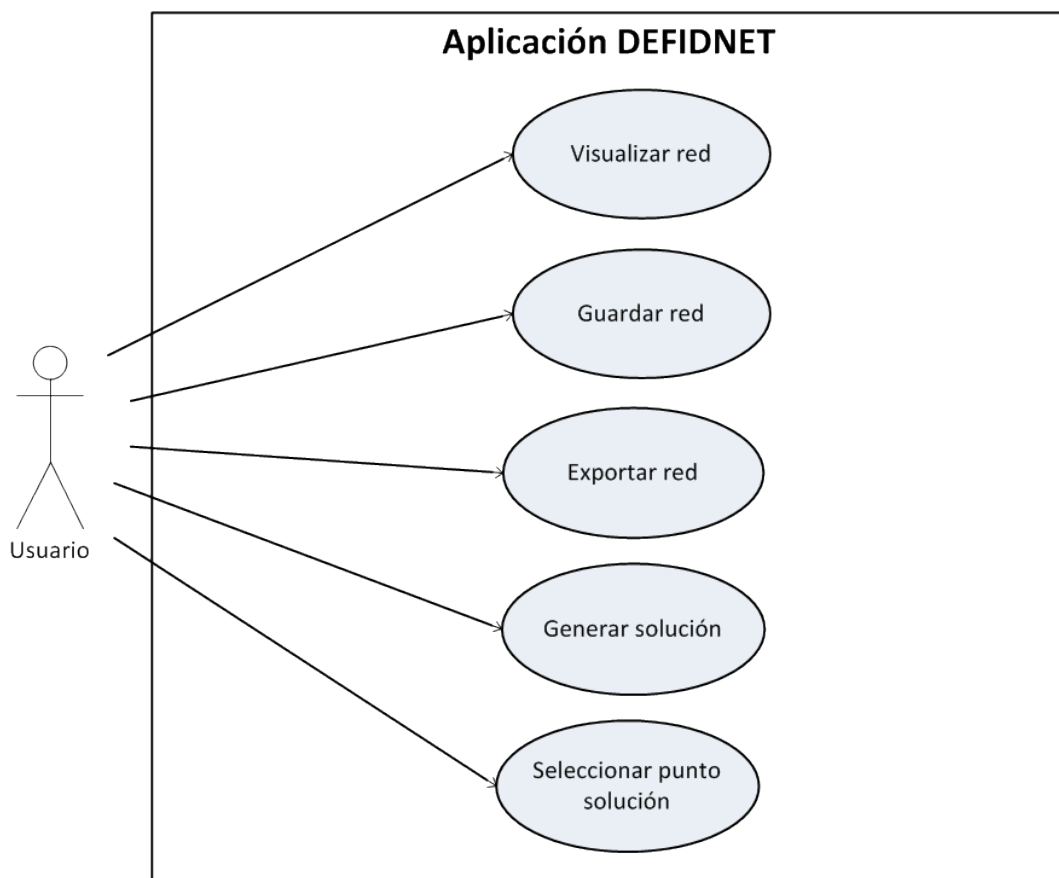 Aplicación DEFIDNET
Visualizar red
Guardar red
Exportar red
Usuario
Generar solución
Seleccionar punto
solución